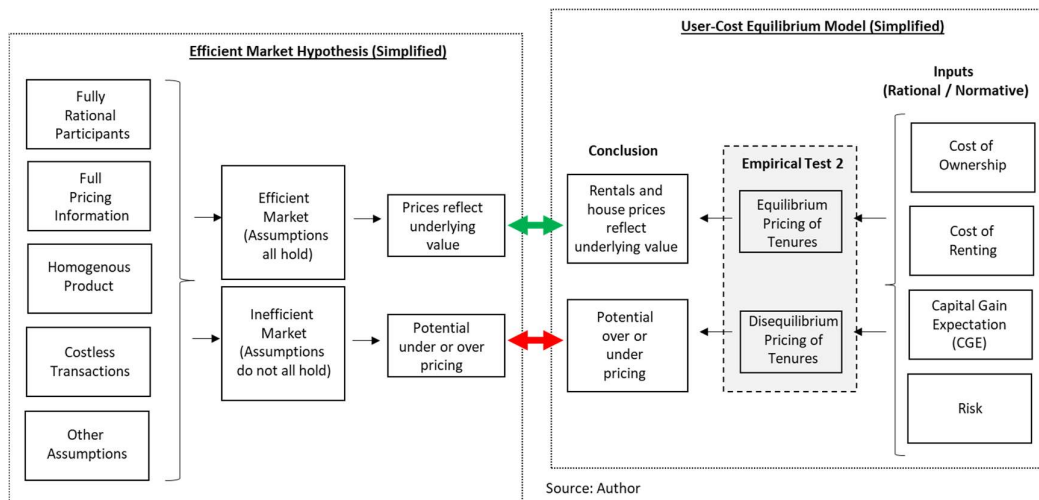 Efficient Market Hypothesis (Simplified)
Fully
Rational
Participants
Full
Pricing
Information
Homogenous
Product
Costless
Transactions
Other
Assumptions
Efficient
Market
(Assumptions
all hold)
Inefficient
Market
(Assumptions
do not all hold)
Prices reflect
underlying
value
Potential
under or over
pricing
User-Cost Equilibrium Model (Simplified)
Conclusion
Rentals and
house prices
reflect
underlying value
Potential
over or
under
pricing
Empirical Test 2
Equilibrium
Pricing of
Tenures
Disequilibrium
Pricing of
Tenures
Inputs
(Rational / Normative)
Cost of
Ownership
Cost of
Renting
Capital Gain
Expectation
(CGE)
Risk
Source: Author